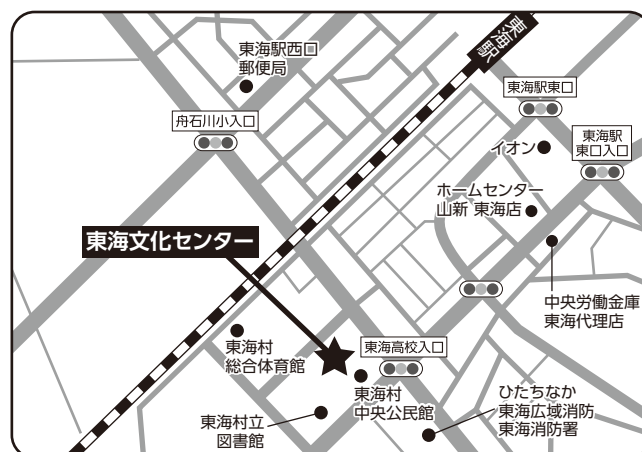 東海駅
東海駅西口
郵便局
東海駅東口
舟石川小入口
イオン
東海駅
東口入口
ホームセンター
山新 東海店
東海文化センター
中央労働金庫
東海代理店
東海村
総合体育館
東海高校入口
東海村
中央公民館
ひたちなか
東海広域消防
東海消防署
東海村立
図書館